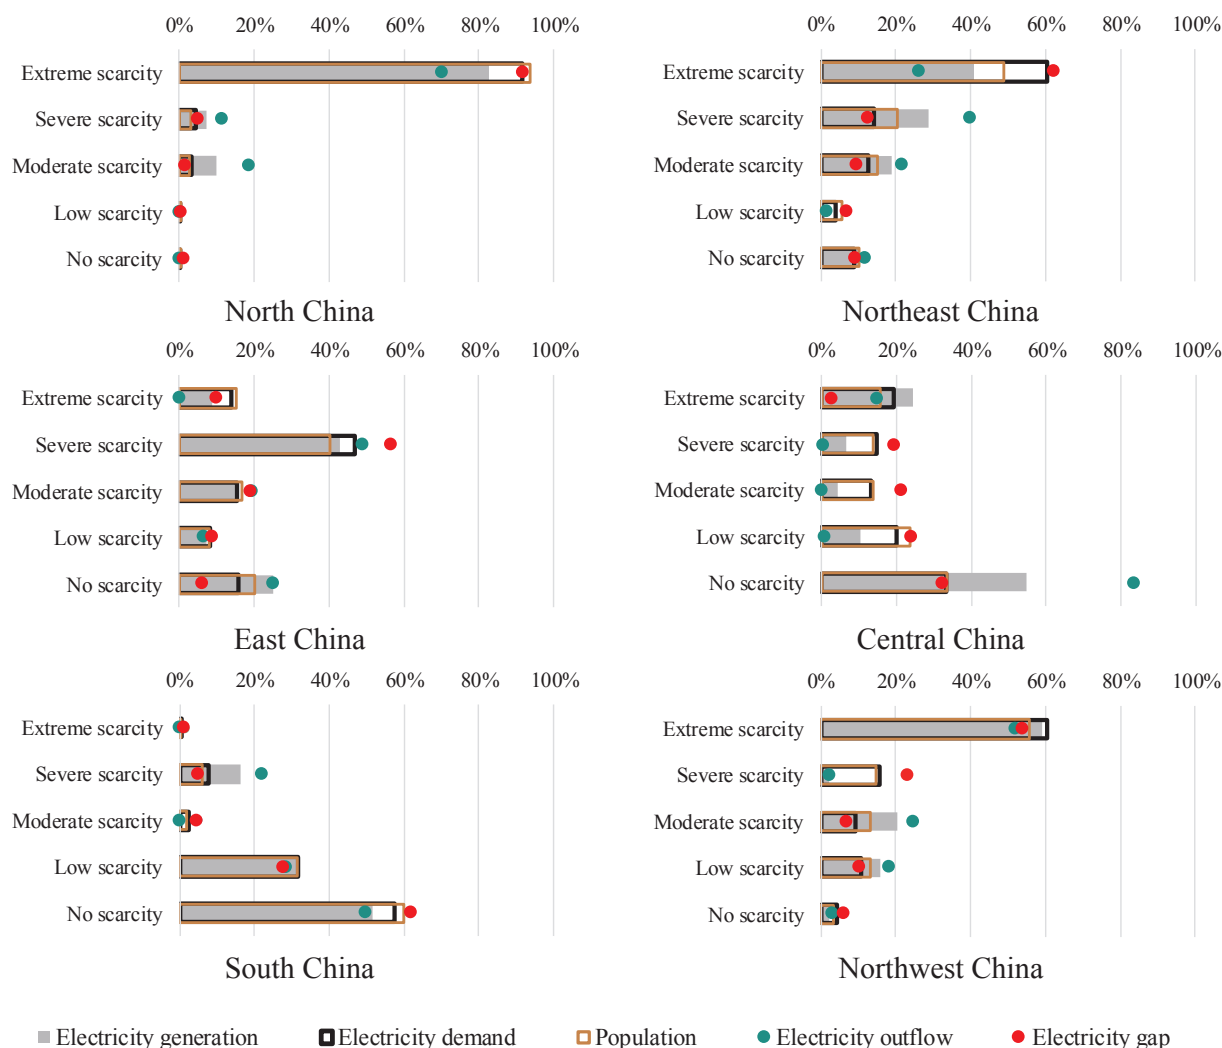 0% 20% 40% 60% 80% 100%
Extreme scarcity
Severe scarcity
Moderate scarcity
Low scarcity
No scarcity
North China
0% 20% 40% 60% 80% 100%
Extreme scarcity
Severe scarcity
Moderate scarcity
Low scarcity
No scarcity
Northeast China
0% 20% 40% 60% 80% 100%
Extreme scarcity
Severe scarcity
Moderate scarcity
Low scarcity
No scarcity
East China
0% 20% 40% 60% 80% 100%
Extreme scarcity
Severe scarcity
Moderate scarcity
Low scarcity
No scarcity
Central China
0% 20% 40% 60% 80% 100%
Extreme scarcity
Severe scarcity
Moderate scarcity
Low scarcity
No scarcity
South China
0% 20% 40% 60% 80% 100%
Extreme scarcity
Severe scarcity
Moderate scarcity
Low scarcity
No scarcity
Northwest China
Electricity generation Electricity demand Population Electricity outflow Electricity gap